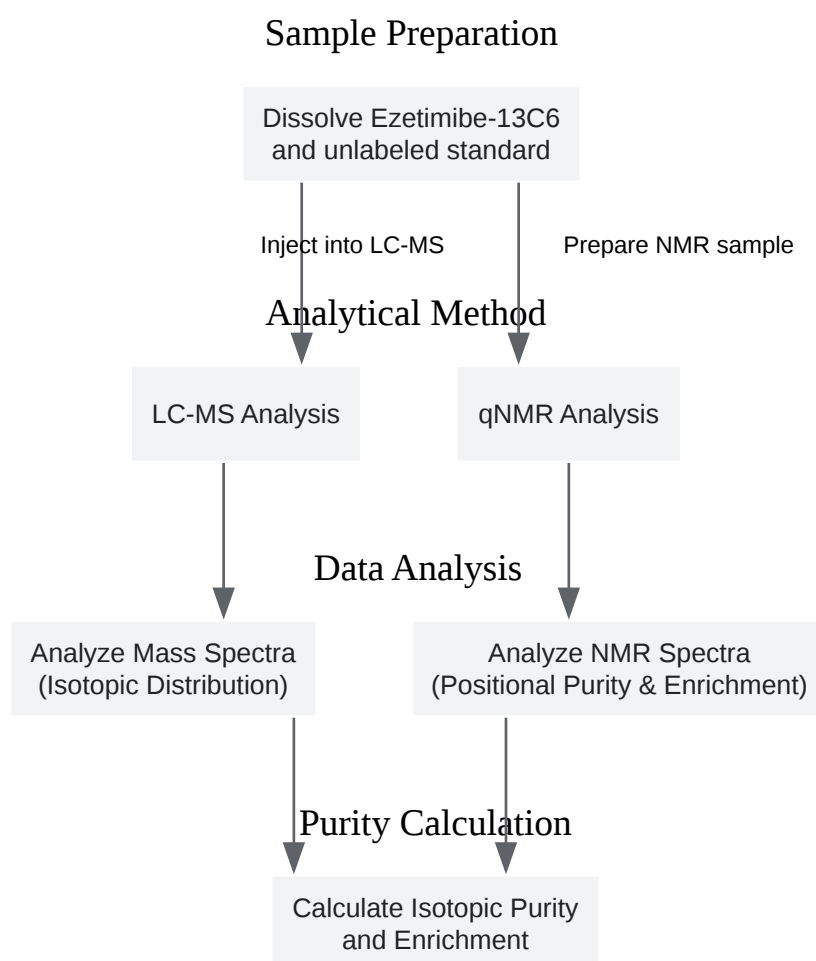 Sample Preparation
Dissolve Ezetimibe-13C6
and unlabeled standard
Inject into LC-MS
Prepare NMR sample
Analytical Method
LC-MS Analysis
qNMR Analysis
Data Analysis
Analyze Mass Spectra
(Isotopic Distribution)
Analyze NMR Spectra
(Positional Purity & Enrichment)
Purity Calculation
Calculate Isotopic Purity
and Enrichment